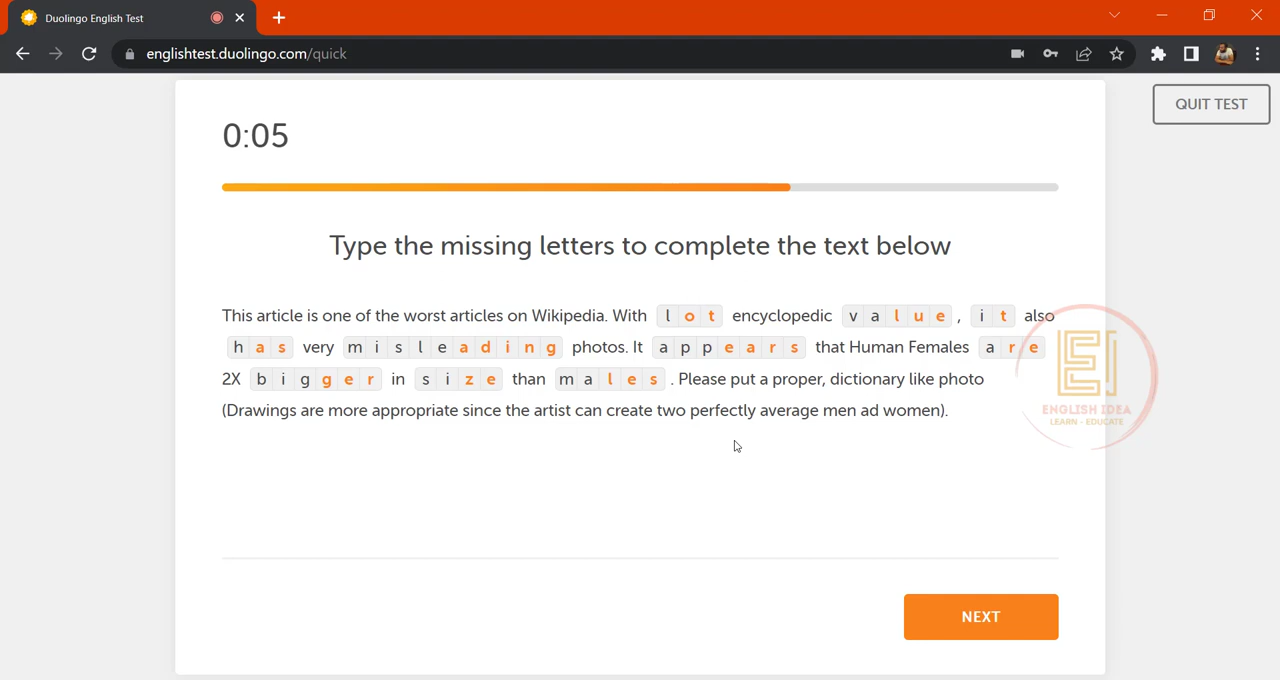 Duolingo English Test
englishtest.duolingo.com/quick
QUIT TEST
0:05
Type the missing letters to complete the text below
This article is one of the worst articles on Wikipedia. With lot encyclopedic value, it also
has very misleading photos. It appears that Human Females are
2X bigger in size than males. Please put a proper, dictionary like photo
(Drawings are more appropriate since the artist can create two perfectly average men ad women).
EI
ENGLISH IDEA
LEARN - EDUCATE
NEXT